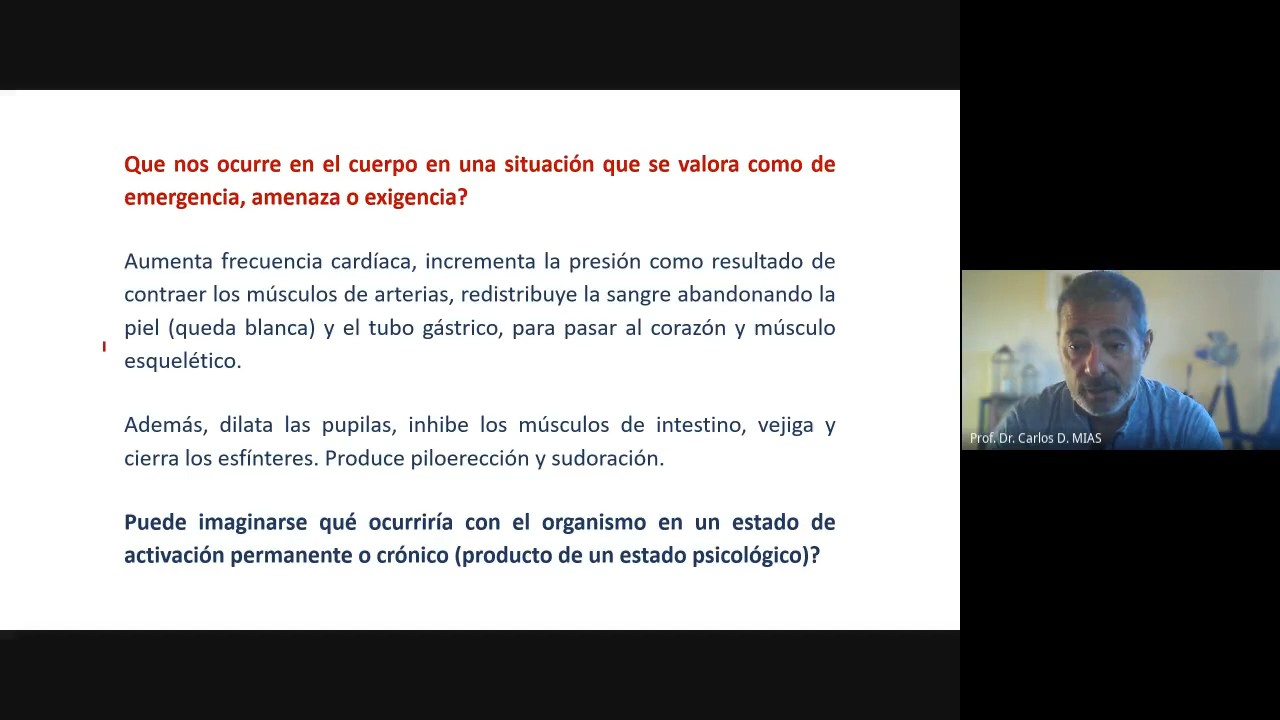 Que nos ocurre en el cuerpo en una situación que se valora como de
emergencia, amenaza o exigencia?
Aumenta frecuencia cardíaca, incrementa la presión como resultado de
contraer los músculos de arterias, redistribuye la sangre abandonando la
piel (queda blanca) y el tubo gástrico, para pasar al corazón y músculo
esquelético.
Además, dilata las pupilas, inhibe los músculos de intestino, vejiga y
cierra los esfínteres. Produce piloerección y sudoración.
Puede imaginarse qué ocurriría con el organismo en un estado de
activación permanente o crónico (producto de un estado psicológico)?
Prof. Dr. Carlos D. MIAS